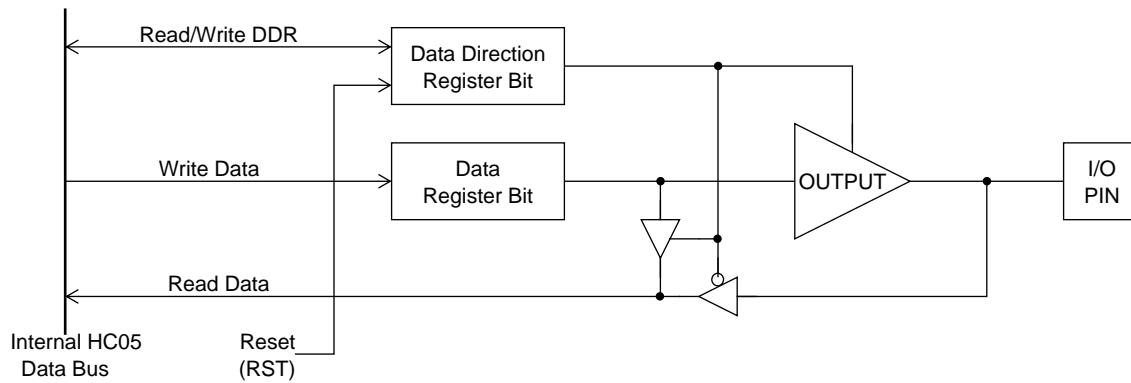 Read/Write DDR
Data Direction
Register Bit
Write Data
Data
Register Bit
OUTPUT
I/O
PIN
Read Data
Internal HC05
Data Bus
Reset
(RST)